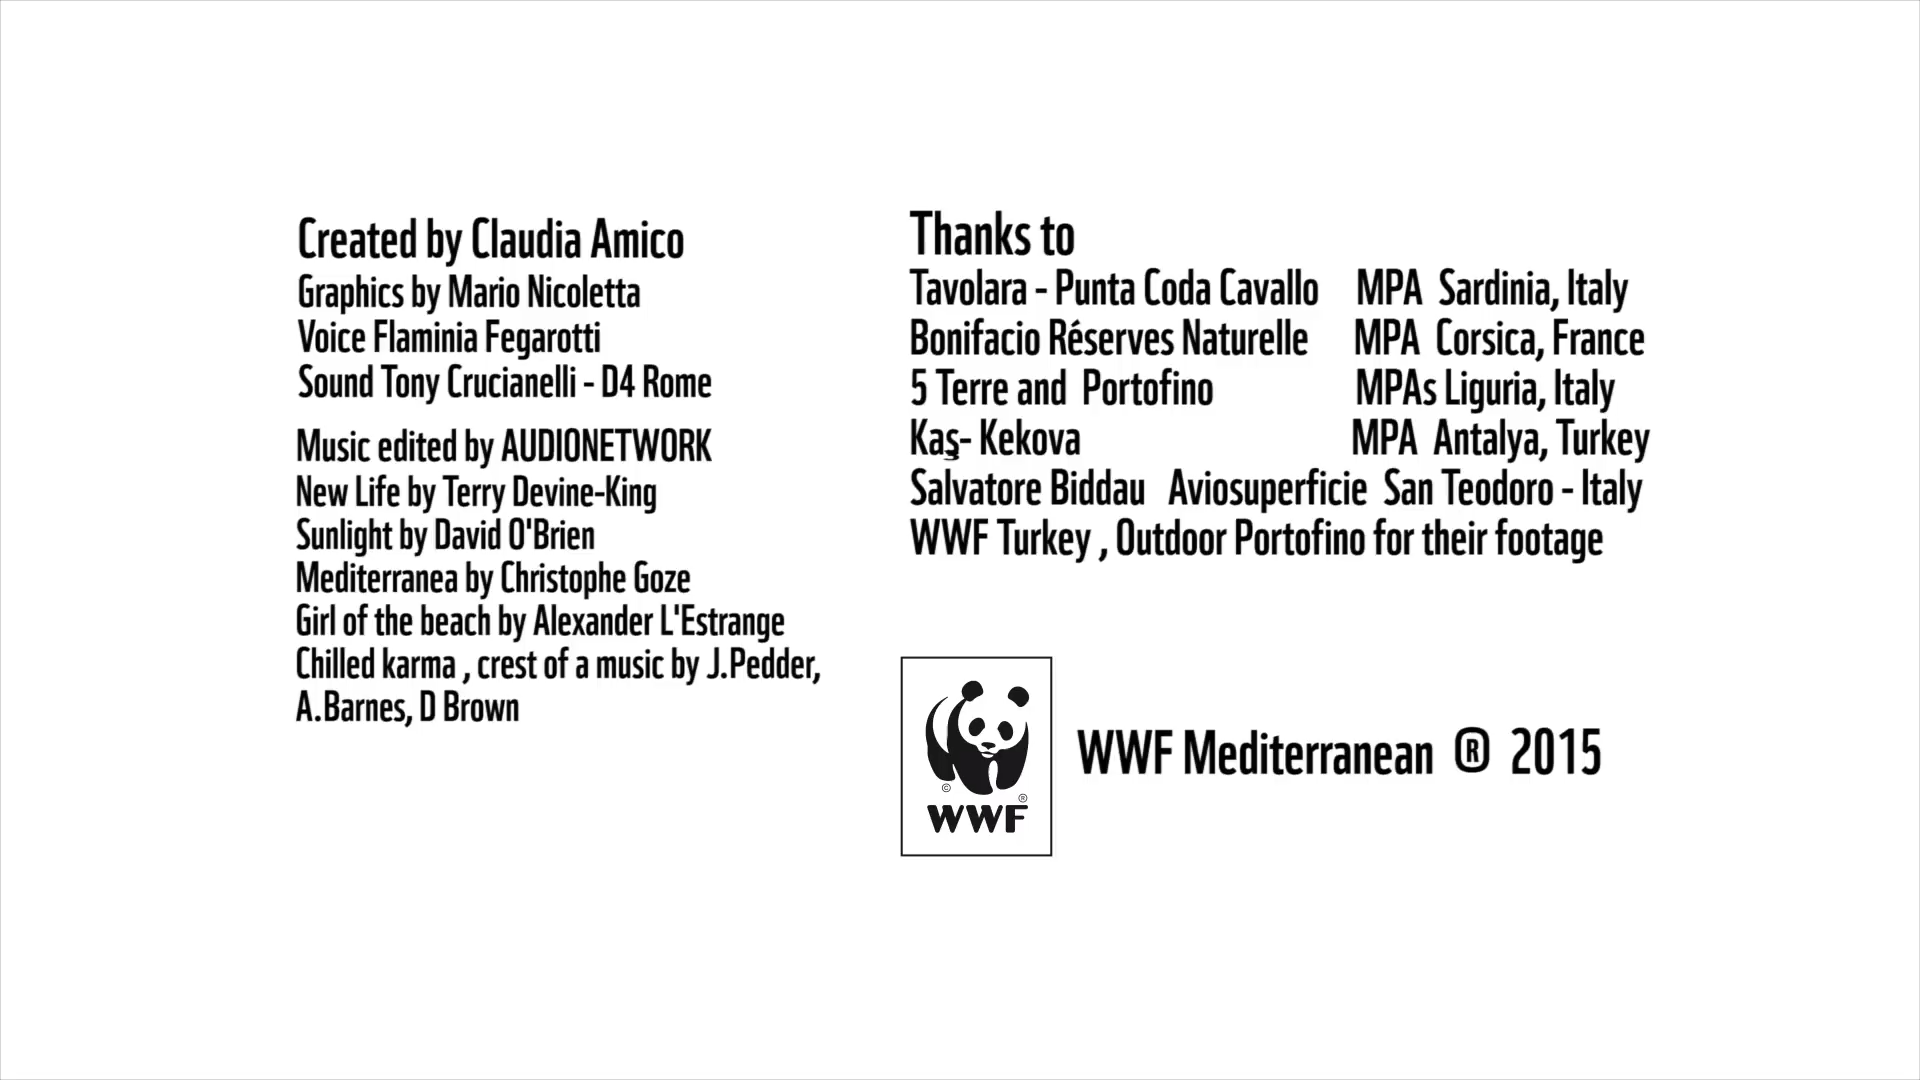 Created by Claudia Amico
Graphics by Mario Nicoletta
Voice Flaminia Fegarotti
Sound Tony Crucianelli - D4 Rome
Music edited by AUDIONETWORK
New Life by Terry Devine-King
Sunlight by David O'Brien
Mediterranea by Christophe Goze
Girl of the beach by Alexander L'Estrange
Chilled karma , crest of a music by J.Pedder,
A.Barnes, D Brown
Thanks to
Tavolara - Punta Coda Cavallo MPA Sardinia, Italy
Bonifacio Réserves Naturelle MPA Corsica, France
5 Terre and Portofino MPAs Liguria, Italy
Kaş- Kekova MPA Antalya, Turkey
Salvatore Biddau Aviosuperficie San Teodoro - Italy
WWF Turkey , Outdoor Portofino for their footage
©
®
WWF
WWF Mediterranean ® 2015